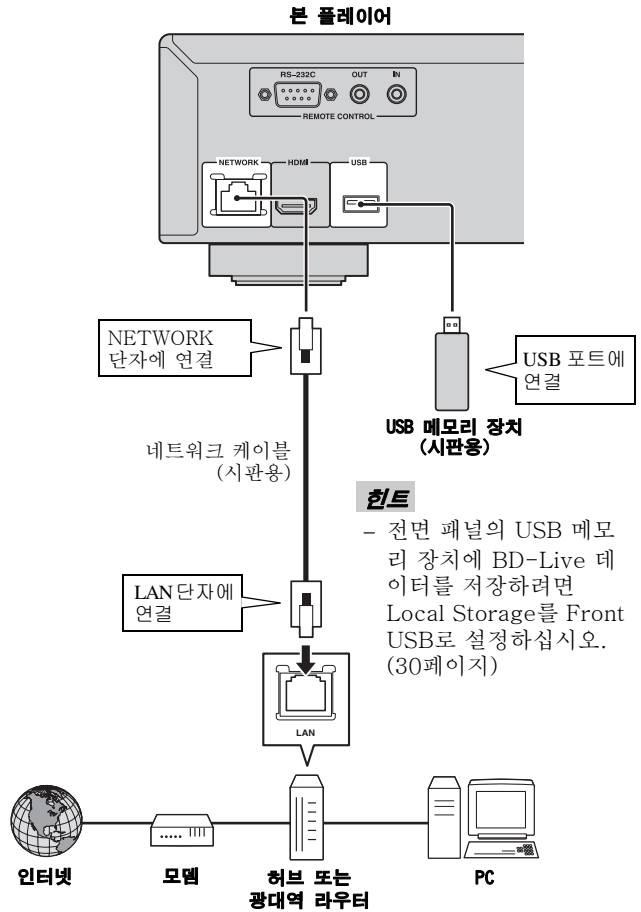 본 플레이어
RS-232C
OUT
IN
REMOTE CONTROL
NETWORK
HDMI
USB
NETWORK
단자에 연결
USB 포트에
연결
USB 메모리 장치
(시판용)
네트워크 케이블
(시판용)
힌트
– 전면 패널의 USB 메모
리 장치에 BD-Live 데
이터를 저장하려면
Local Storage를 Front
USB로 설정하십시오.
(30페이지)
LAN단자에
연결
LAN
인터넷
모뎀
허브 또는
광대역 라우터
PC